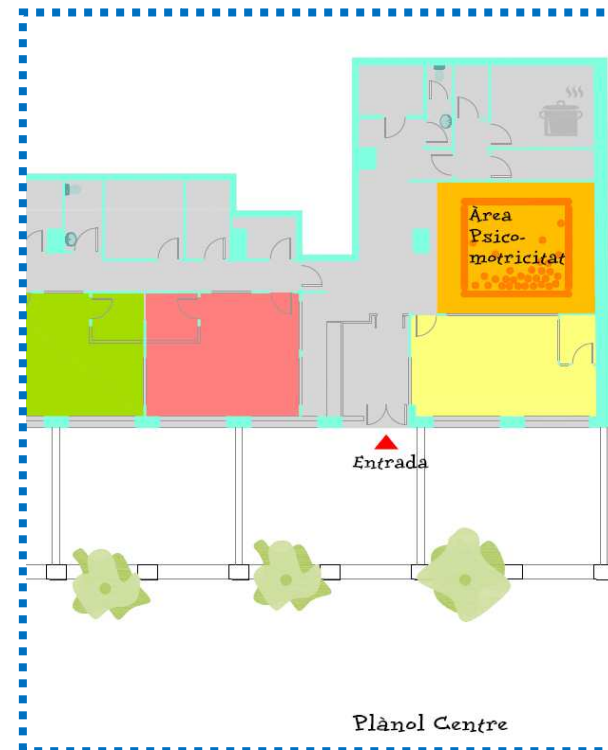 Àrea
Psico-
motricitat
Entrada
Plànol Centre